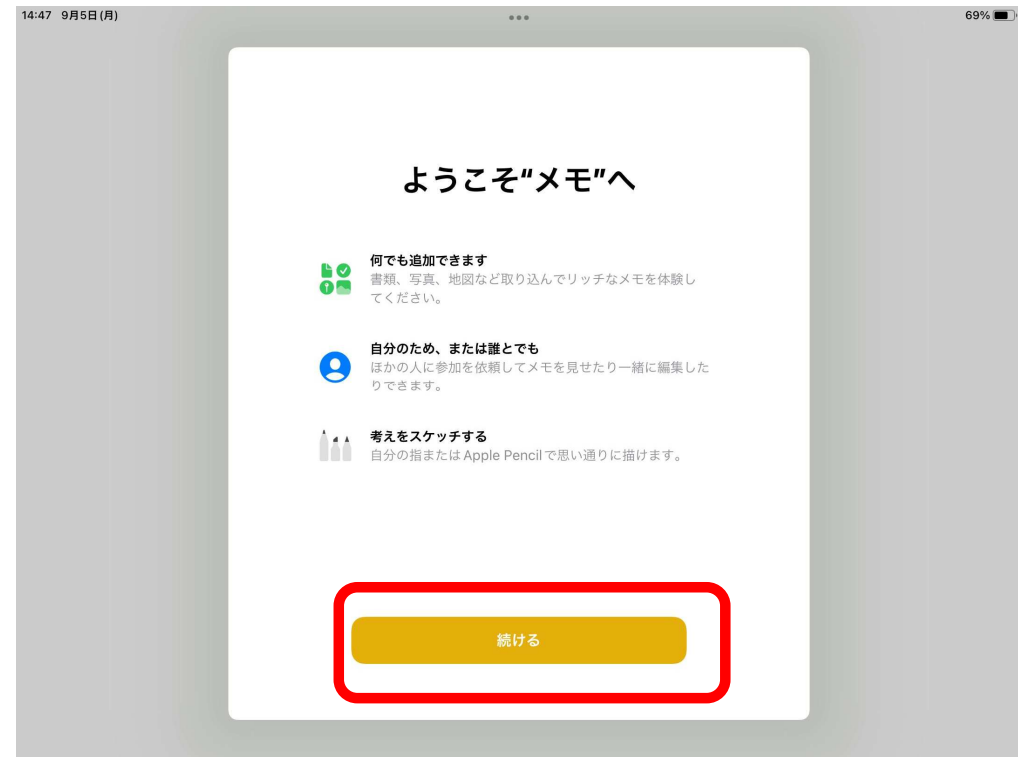 14:47 9月5日(月)
69%
ようこそ“メモ”へ
何でも追加できます
書類、写真、地図など取り込んでリッチなメモを体験し
てください。
自分のため、または誰とでも
ほかの人に参加を依頼してメモを見せたり一緒に編集した
りできます。
考えをスケッチする
自分の指またはApple Pencilで思い通りに描けます。
続ける